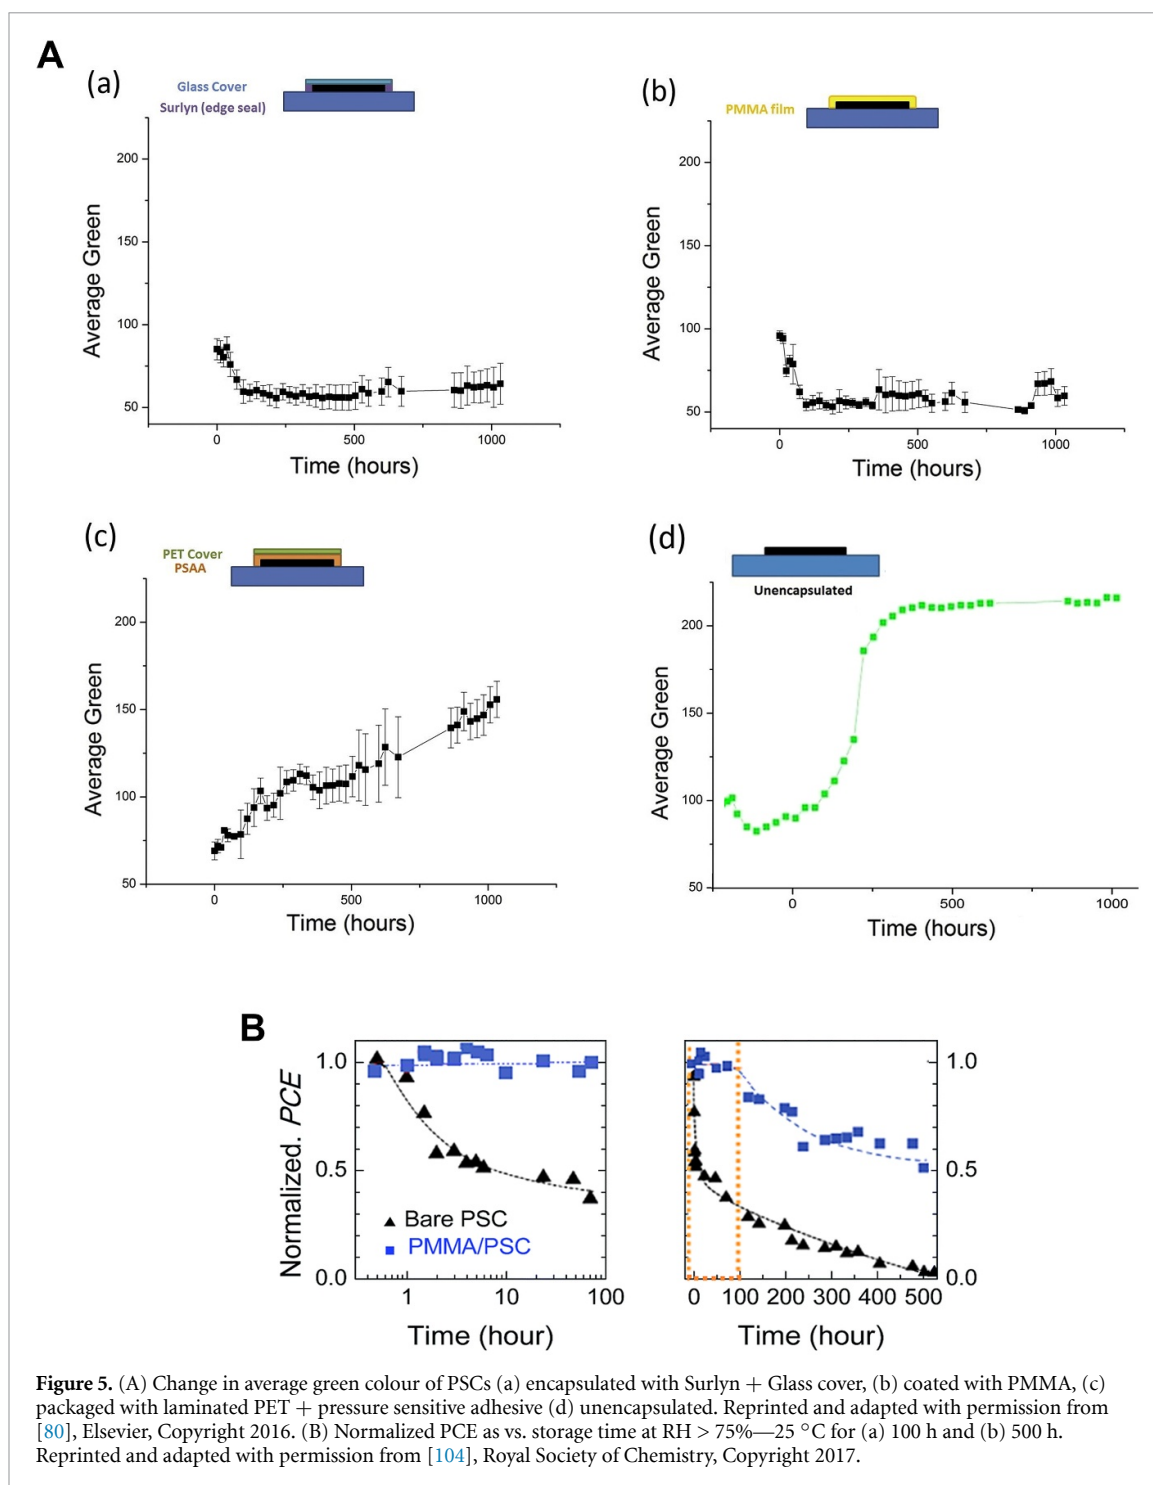 A
(a)
Glass Cover
Surlyn (edge seal)
200
150
100
50
Average Green
0
500
1000
Time (hours)
(b)
PMMA film
200
150
100
50
Average Green
0
500
1000
Time (hours)
(c)
PET Cover
PSAA
200
150
100
50
Average Green
0
500
1000
Time (hours)
(d)
Unencapsulated
200
150
100
50
Average Green
0
500
1000
Time (hours)
B
Normalized. PCE
1.0
0.5
0.0
Bare PSC
PMMA/PSC
1
10
100
Time (hour)
1.0
0.5
0.0
0 100 200 300 400 500
Time (hour)
Figure 5. (A) Change in average green colour of PSCs (a) encapsulated with Surlyn + Glass cover, (b) coated with PMMA, (c)
packaged with laminated PET + pressure sensitive adhesive (d) unencapsulated. Reprinted and adapted with permission from
[80], Elsevier, Copyright 2016. (B) Normalized PCE as vs. storage time at RH > 75%—25 °C for (a) 100 h and (b) 500 h.
Reprinted and adapted with permission from [104], Royal Society of Chemistry, Copyright 2017.